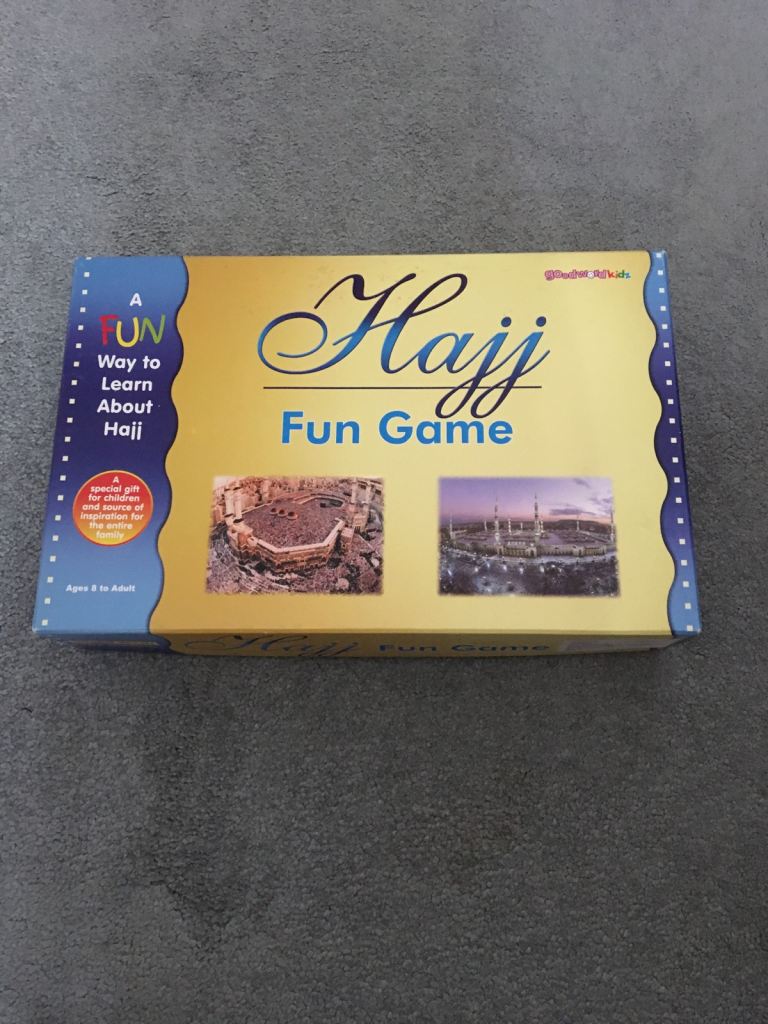 A
FUN
Way to
Learn
About
Hajj
A
special gift
for children
and source of
inspiration for
the entire
family
Ages 8 to Adult
goodwordkidz
Hajj
Fun Game
Hajj Fun Game